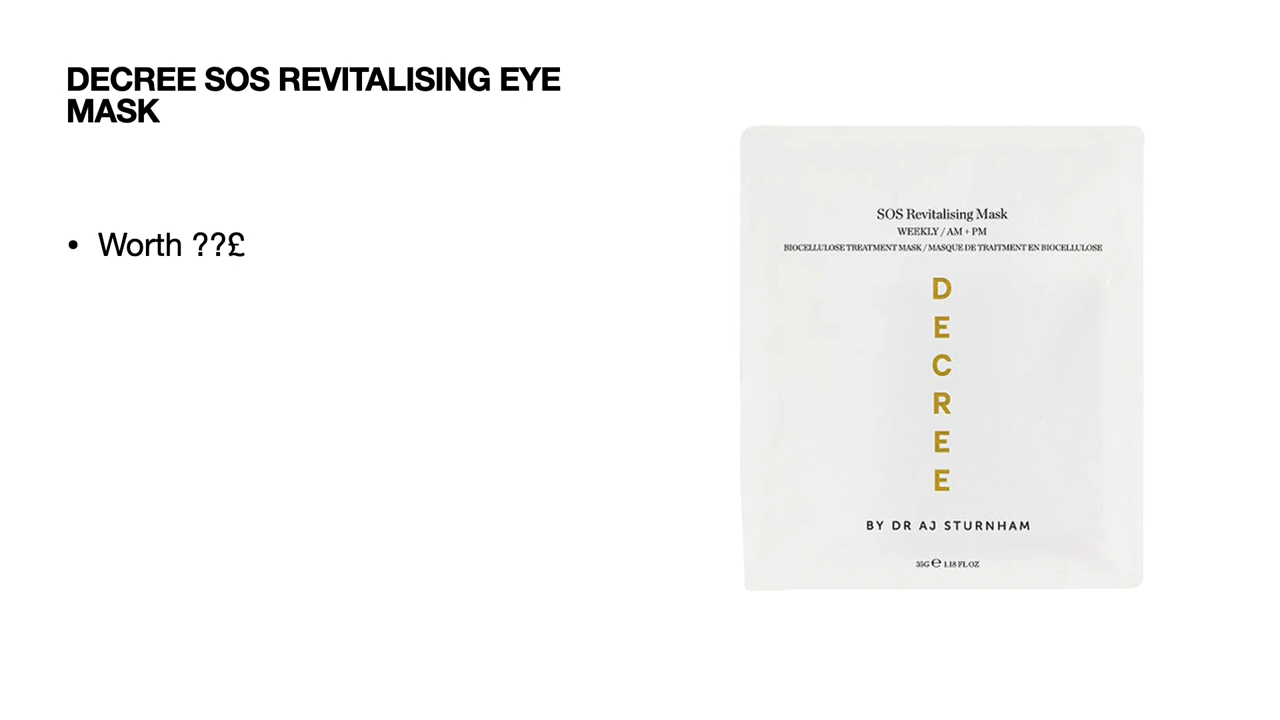 DECREE SOS REVITALISING EYE
MASK
• Worth ??£
SOS Revitalising Mask
WEEKLY / AM + PM
BIOCELLULOSE TREATMENT MASK / MASQUE DE TRAITMENT EN BIOCELLULOSE
D
E
C
R
E
E
BY DR AJ STURNHAM
35G ℮ 1.18 FL OZ